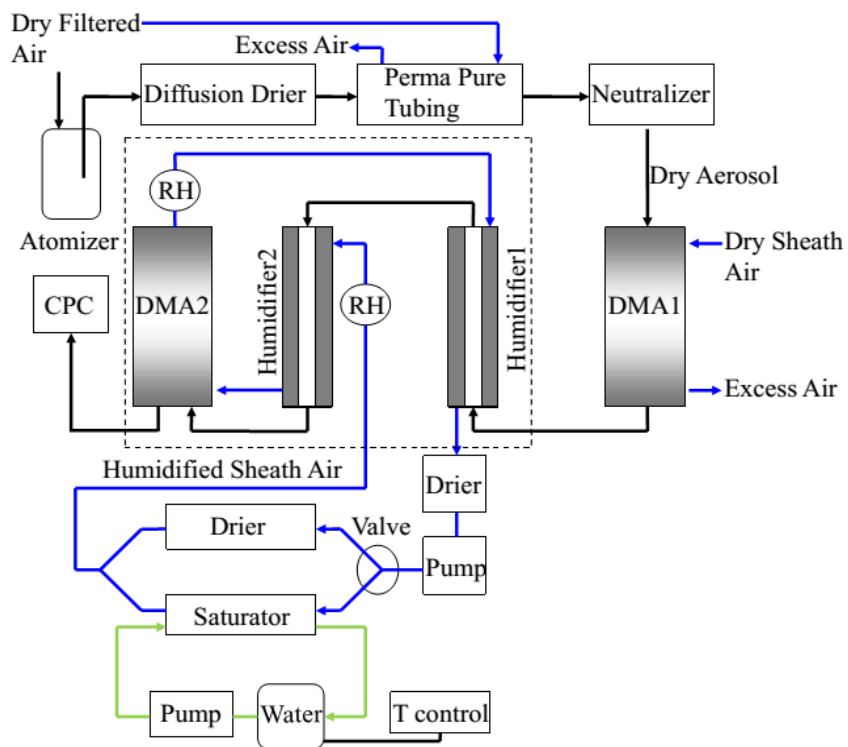 Dry Filtered
Air
Excess Air
Diffusion Drier
Perma Pure
Tubing
Neutralizer
RH
Dry Aerosol
Atomizer
Dry Sheath
Air
CPC
DMA2
Humidifier2
RH
Humidifier1
DMA1
Excess Air
Humidified Sheath Air
Drier
Drier
Valve
Pump
Saturator
Pump
Water
T control